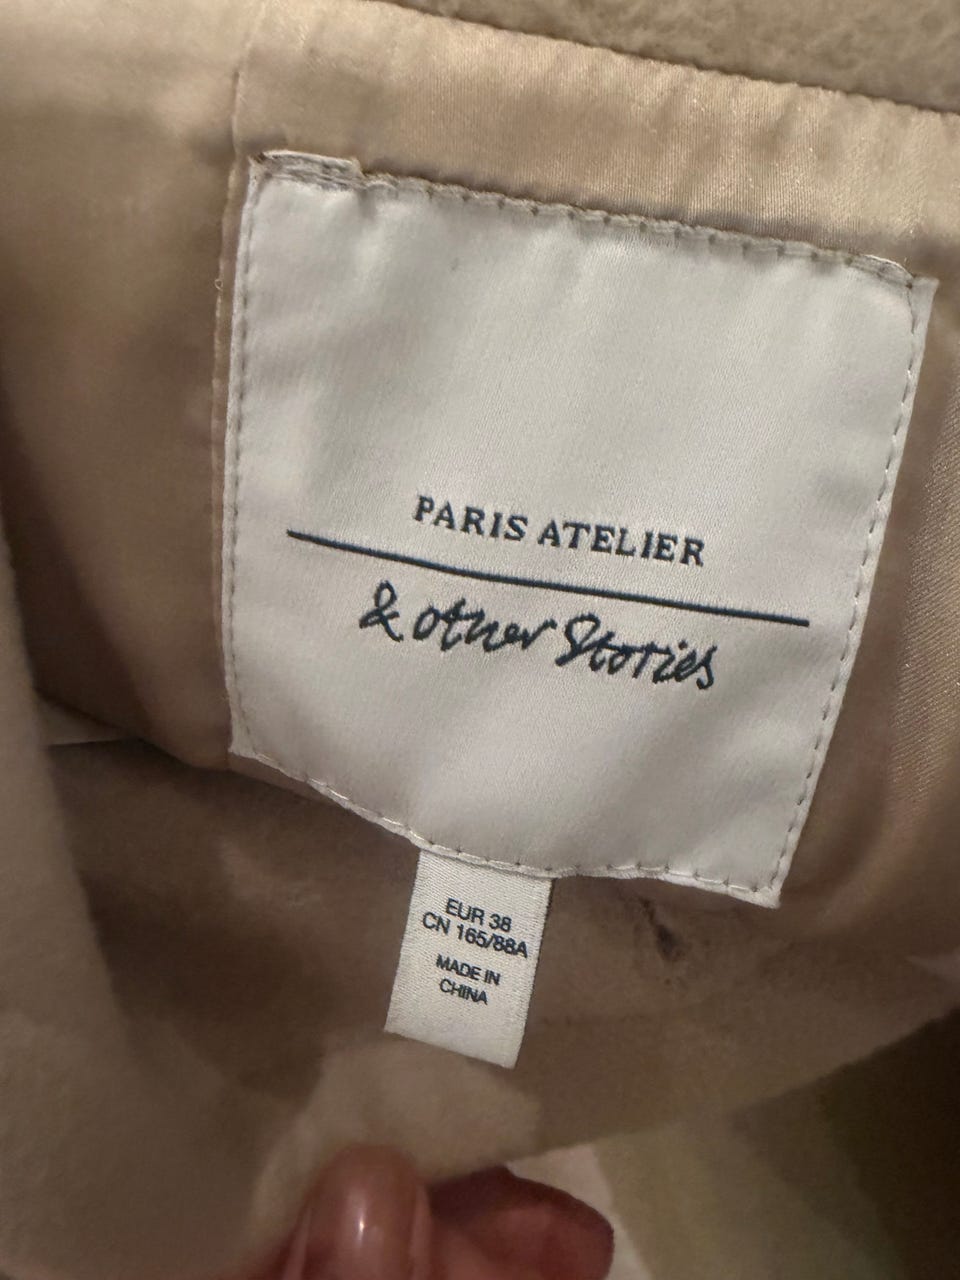 PARIS ATELIER
& other Stories
EUR 38
CN 165/88A
MADE IN
CHINA